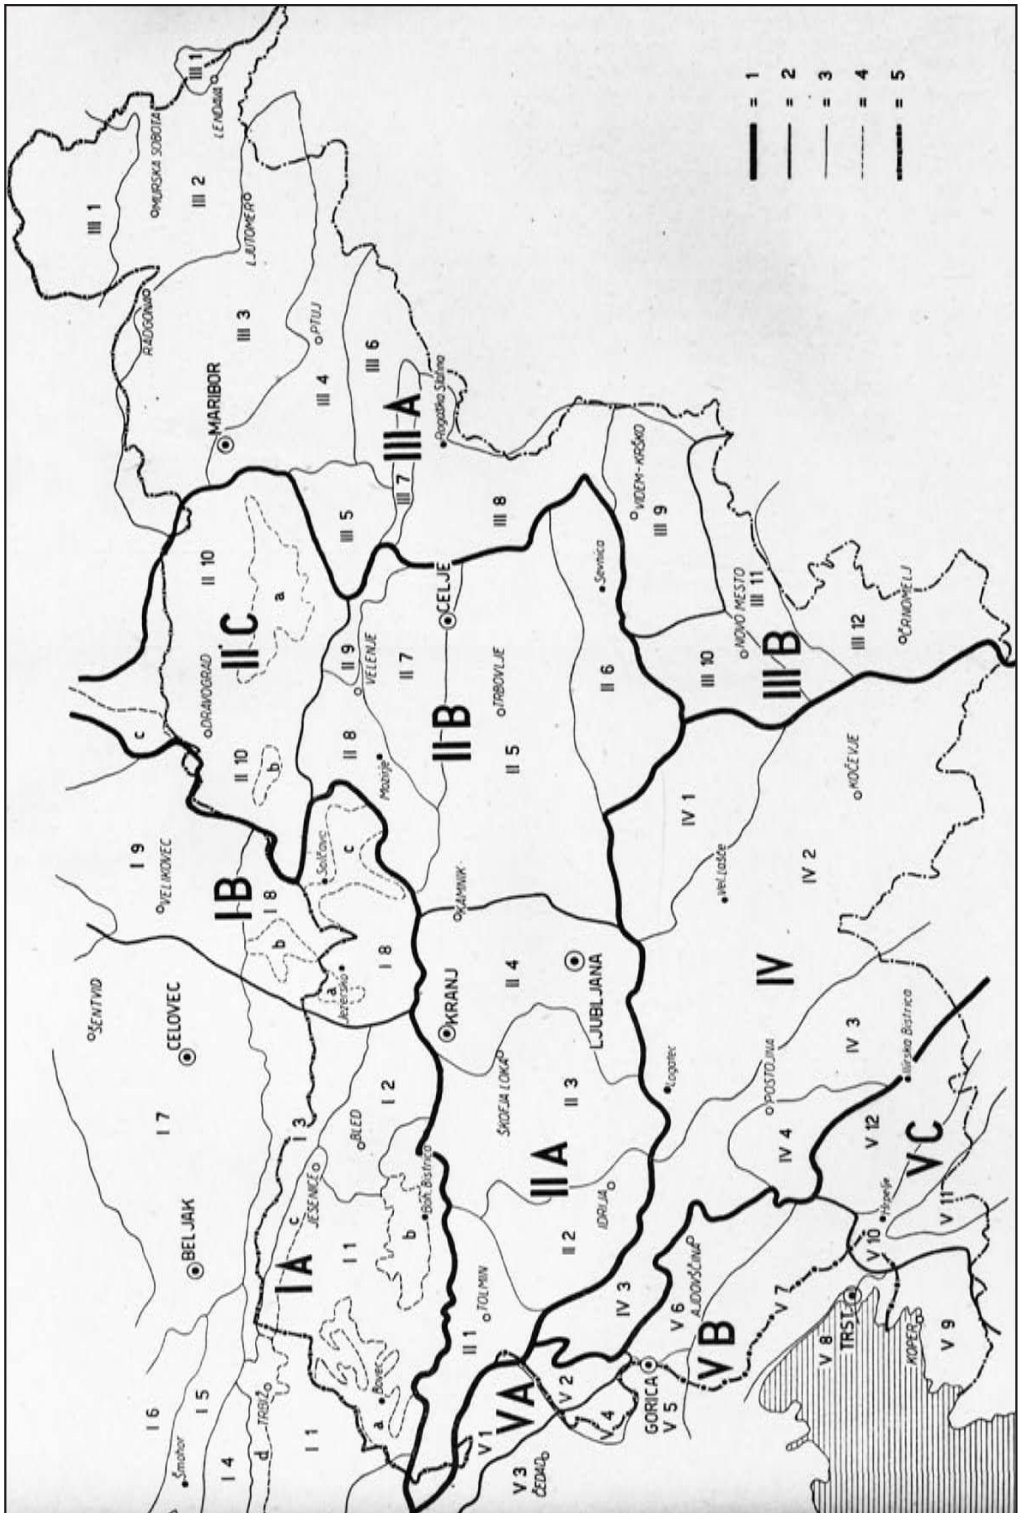 III 1
III 1
LENDAVA
MURSKA SOBOTA
III 2
LJUTOMER
RADGONA
III 3
PTUJ
MARIBOR
III 4
III 6
III A
Rogaška Slatina
III 7
III 5
III 8
II 10
a
II C
DRAVOGRAD
II 10
b
c
II 9
VELENJE
II 7
II 8
Mozirje
CELJE
II B
TRBOVLJE
II 5
Sevnica
II 6
VIDEM-KRŠKO
III 9
NOVO MESTO
III 11
III 10
III B
III 12
ČRNOMELJ
I 9
VELIKOVEC
I B
I 8
b
Solčava
c
a
Jezersko
I 8
KAMNIK
KRANJ
II 4
LJUBLJANA
IV 1
Vel. Lašče
KOČEVJE
IV 2
IV
ŠENTVID
CELOVEC
I 7
BELJAK
I 3
I 2
BLED
JESENICE
c
I A
I 1
Boh. Bistrica
b
ŠKOFJA LOKA
II 3
II A
II 2
IDRIJA
Logatec
POSTOJNA
IV 3
IV 4
Ilirska Bistrica
I 6
I 5
Šmohor
I 4
d
TRBIŽ
I 1
Bovec
a
TOLMIN
II 1
IV 3
AJDOVŠČINA
V 6
V B
V A
V 1
V 2
V 3
ČEDAD
V 4
GORICA
V 5
V 7
V 8
TRST
KOPER
V 9
V 10
Hrpelje
V 11
V 12
V C
= 1
= 2
= 3
= 4
= 5